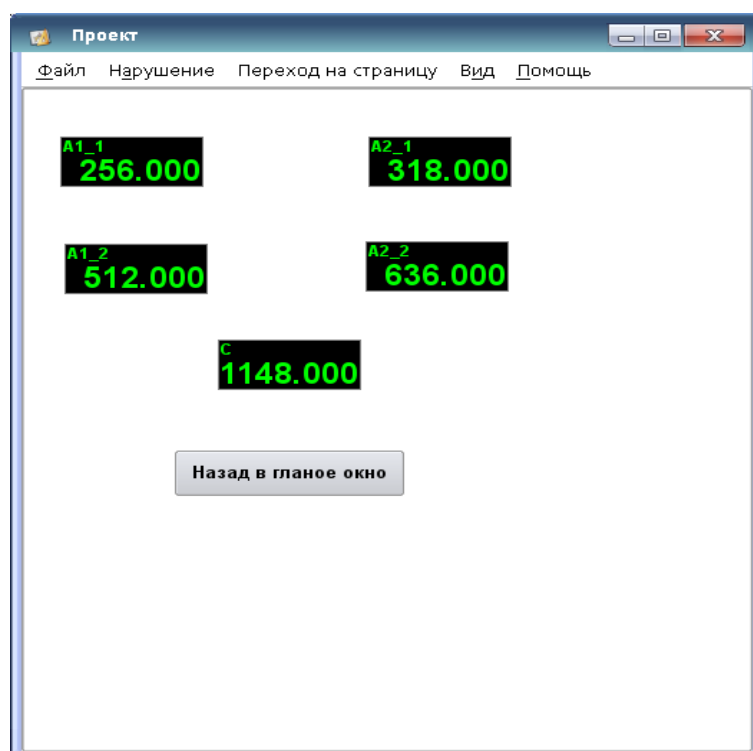 Проект
Файл Нарушение Переход на страницу Вид Помощь
A1_1
256.000
A2_1
318.000
A1_2
512.000
A2_2
636.000
C
1148.000
Назад в гланое окно